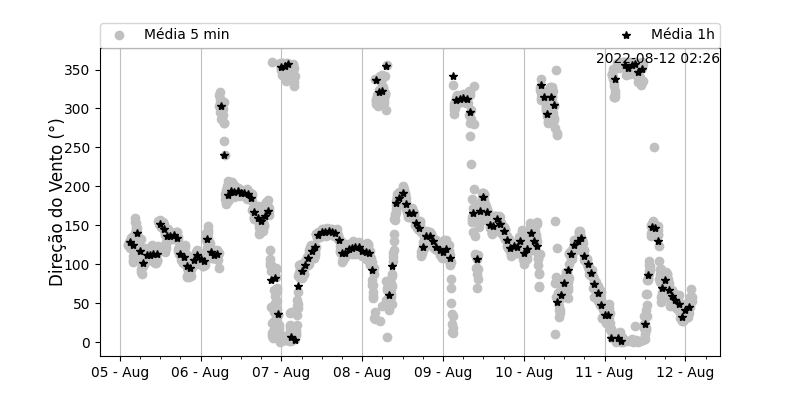 Média 5 min
Média 1h
2022-08-12 02:26
Direção do Vento (°)
350
300
250
200
150
100
50
0
05 - Aug
06 - Aug
07 - Aug
08 - Aug
09 - Aug
10 - Aug
11 - Aug
12 - Aug